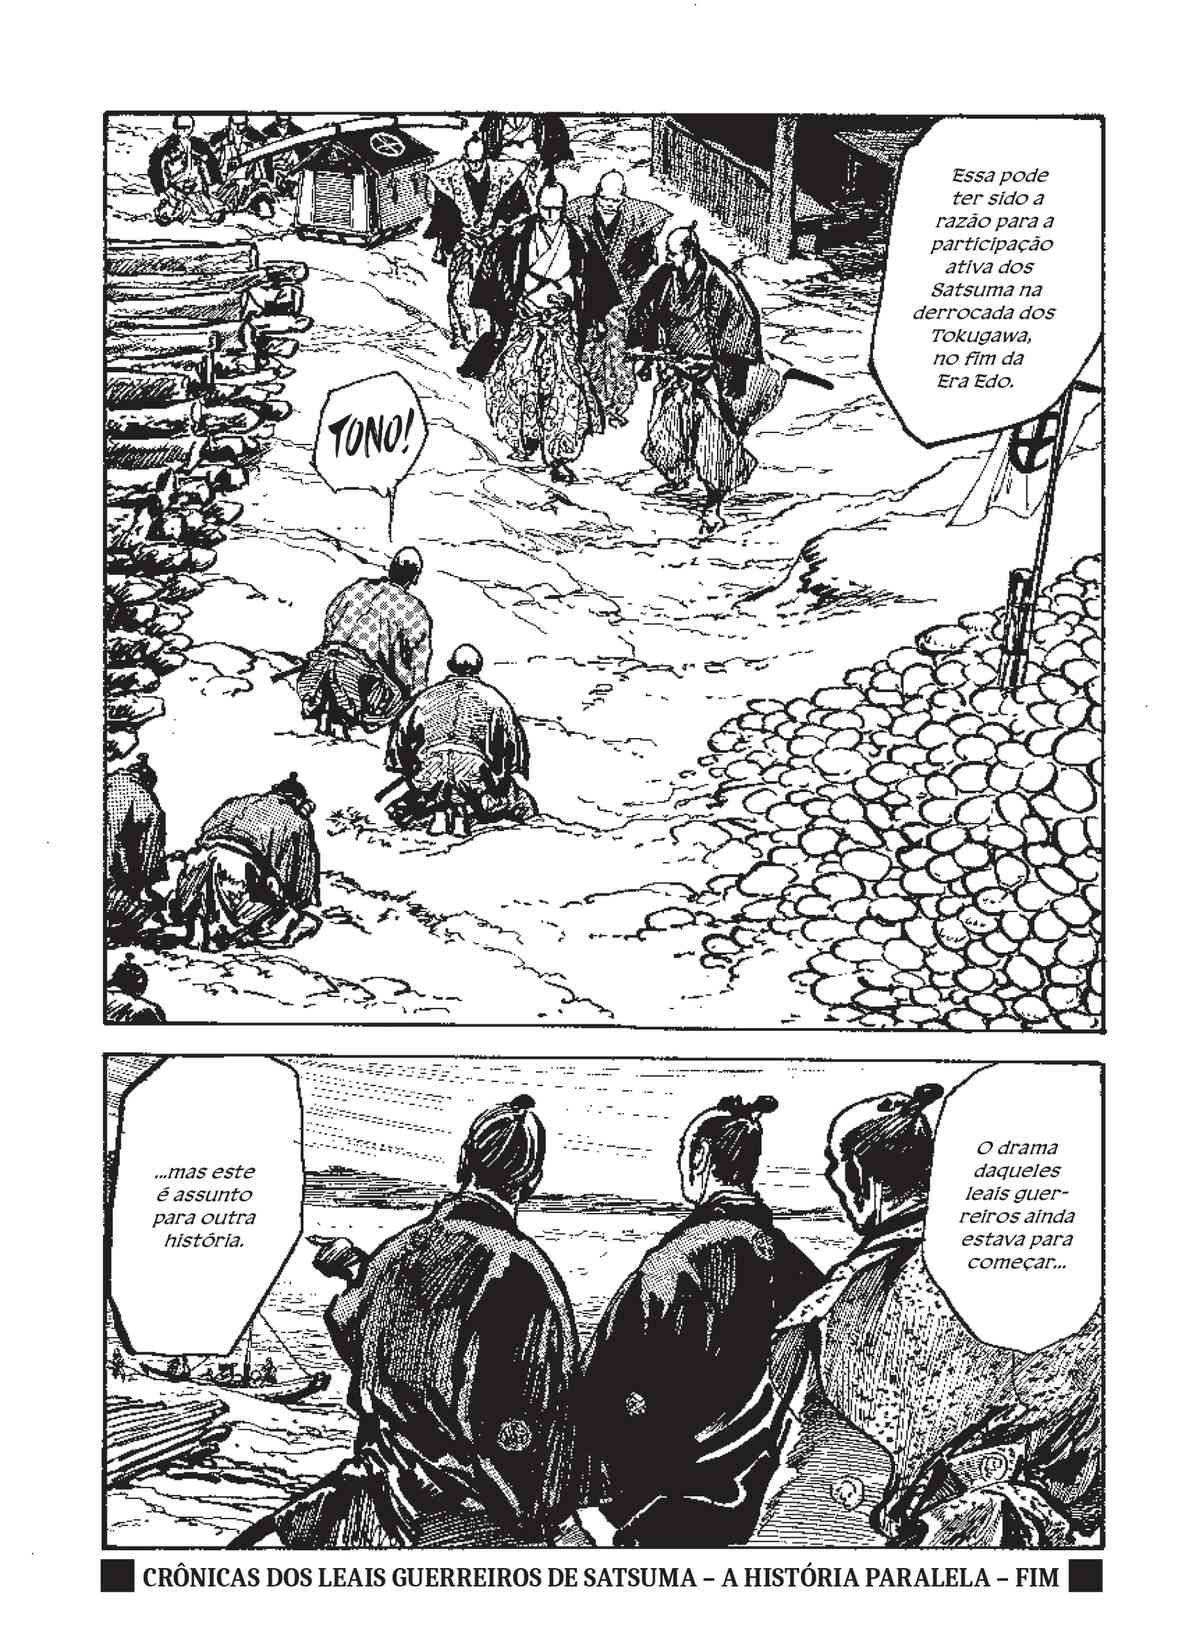 Essa pode
ter sido a
razão para a
participação
ativa dos
Satsuma na
derrocada dos
Tokugawa,
no fim da
Era Edo.
TONO!
O drama
daqueles
leais guer-
reiros ainda
estava para
começar...
...mas este
é assunto
para outra
história.
CRÔNICAS DOS LEAIS GUERREIROS DE SATSUMA – A HISTÓRIA PARALELA – FIM